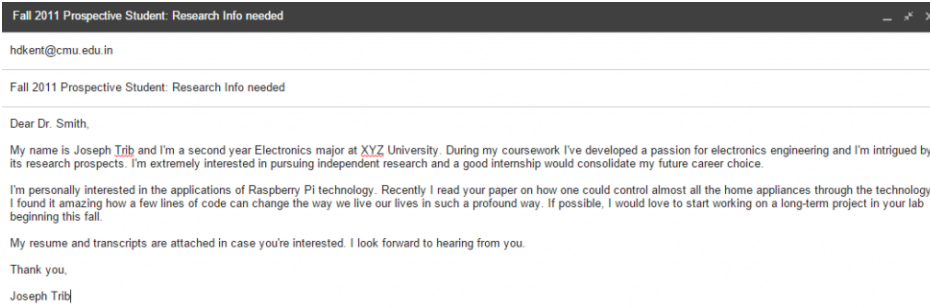 Fall 2011 Prospective Student: Research Info needed
hdkent@cmu.edu.in
Fall 2011 Prospective Student: Research Info needed
Dear Dr. Smith,
My name is Joseph Trib and I'm a second year Electronics major at XYZ University. During my coursework I've developed a passion for electronics engineering and I'm intrigued by
its research prospects. I'm extremely interested in pursuing independent research and a good internship would consolidate my future career choice.
I'm personally interested in the applications of Raspberry Pi technology. Recently I read your paper on how one could control almost all the home appliances through the technology
I found it amazing how a few lines of code can change the way we live our lives in such a profound way. If possible, I would love to start working on a long-term project in your lab
beginning this fall.
My resume and transcripts are attached in case you're interested. I look forward to hearing from you.
Thank you,
Joseph Trib